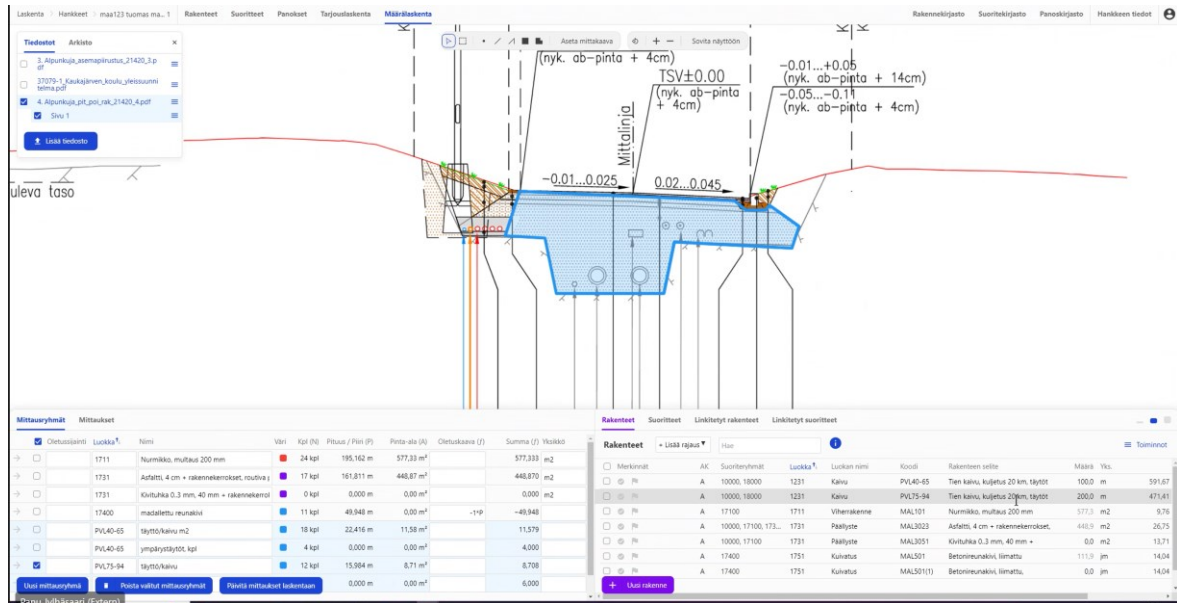 Laskenta Hankkeet maa123 tuomas ma... 1 Rakenteet Suoritteet Panokset Tarjouslaskenta Määrälaskenta Rakennekirjasto Suoritekirjasto Panoskirjasto Hankkeen tiedot
Tiedostot Arkisto ×
3. Alpunkuja_asemapiirustus_21420_3.p
df
37079-1_Kaukajärven_koulu_yleissuunni
telma.pdf
4. Alpunkuja_pit_poi_rak_21420_4.pdf
Sivu 1
Lisää tiedosto
Aseta mittakaava
Sovita näyttöön
(nyk. ab-pinta + 4cm)
TSV±0.00
(nyk. ab-pinta
+ 4cm)
-0.01...+0.05
(nyk. ab-pinta + 14cm)
-0.05...-0.11
(nyk. ab-pinta + 4cm)
Mittalinja
-0.01...0.025
0.02...0.045
uleva taso
Mittausryhmät Mittaukset
Oletussijainti Luokka Nimi Väri Kpl (N) Pituus / Piiri (P) Pinta-ala (A) Oletuskaava (ƒ) Summa (ƒ) Yksikkö
1711 Nurmikko, multaus 200 mm 24 kpl 195,162 m 577,33 m² 577,333 m2
1731 Asfaltti, 4 cm + rakennekerrokset, routiva 17 kpl 161,811 m 448,87 m² 448,870 m2
1731 Kivituhka 0..3 mm, 40 mm + rakennekerrol 0 kpl 0,000 m 0,00 m² 0,000 m2
17400 madallettu reunakivi 11 kpl 49,948 m 0,00 m² -1*P -49,948
PVL40-65 täyttö/kaivu m2 18 kpl 22,416 m 11,58 m² 11,579
PVL40-65 ympärystäytöt, kpl 4 kpl 0,000 m 0,00 m² 4,000
PVL75-94 täyttö/kaivu 12 kpl 15,984 m 8,71 m² 8,708
0,000 m 0,00 m² 6,000
Uusi mittausryhmä Poista valitut mittausryhmät Päivitä mittaukset laskentaan
Rakenteet Suoritteet Linkitetyt rakenteet Linkitetyt suoritteet
Rakenteet + Lisää rajaus Hae Toiminnot
Merkinnät AK Suoriteryhmät Luokka Luokan nimi Koodi Rakenteen selite Määrä Yks.
A 10000, 18000 1231 Kaivu PVL40-65 Tien kaivu, kuljetus 20 km, täytöt 100,0 m 591,67
A 10000, 18000 1231 Kaivu PVL75-94 Tien kaivu, kuljetus 20km, täytöt 200,0 m 471,41
A 17100 1711 Viherrakenne MAL101 Nurmikko, multaus 200 mm 577,3 m2 9,76
A 10000, 17100, 173... 1731 Päällyste MAL3023 Asfaltti, 4 cm + rakennekerrokset, 448,9 m2 26,75
A 10000, 17100 1731 Päällyste MAL3051 Kivituhka 0..3 mm, 40 mm + 0,0 m2 13,71
A 17400 1751 Kuivatus MAL501 Betonireunakivi, liimattu 111,9 jm 14,04
A 17400 1751 Kuivatus MAL501(1) Betonireunakivi, liimattu, 0,0 jm 14,04
+ Uusi rakenne